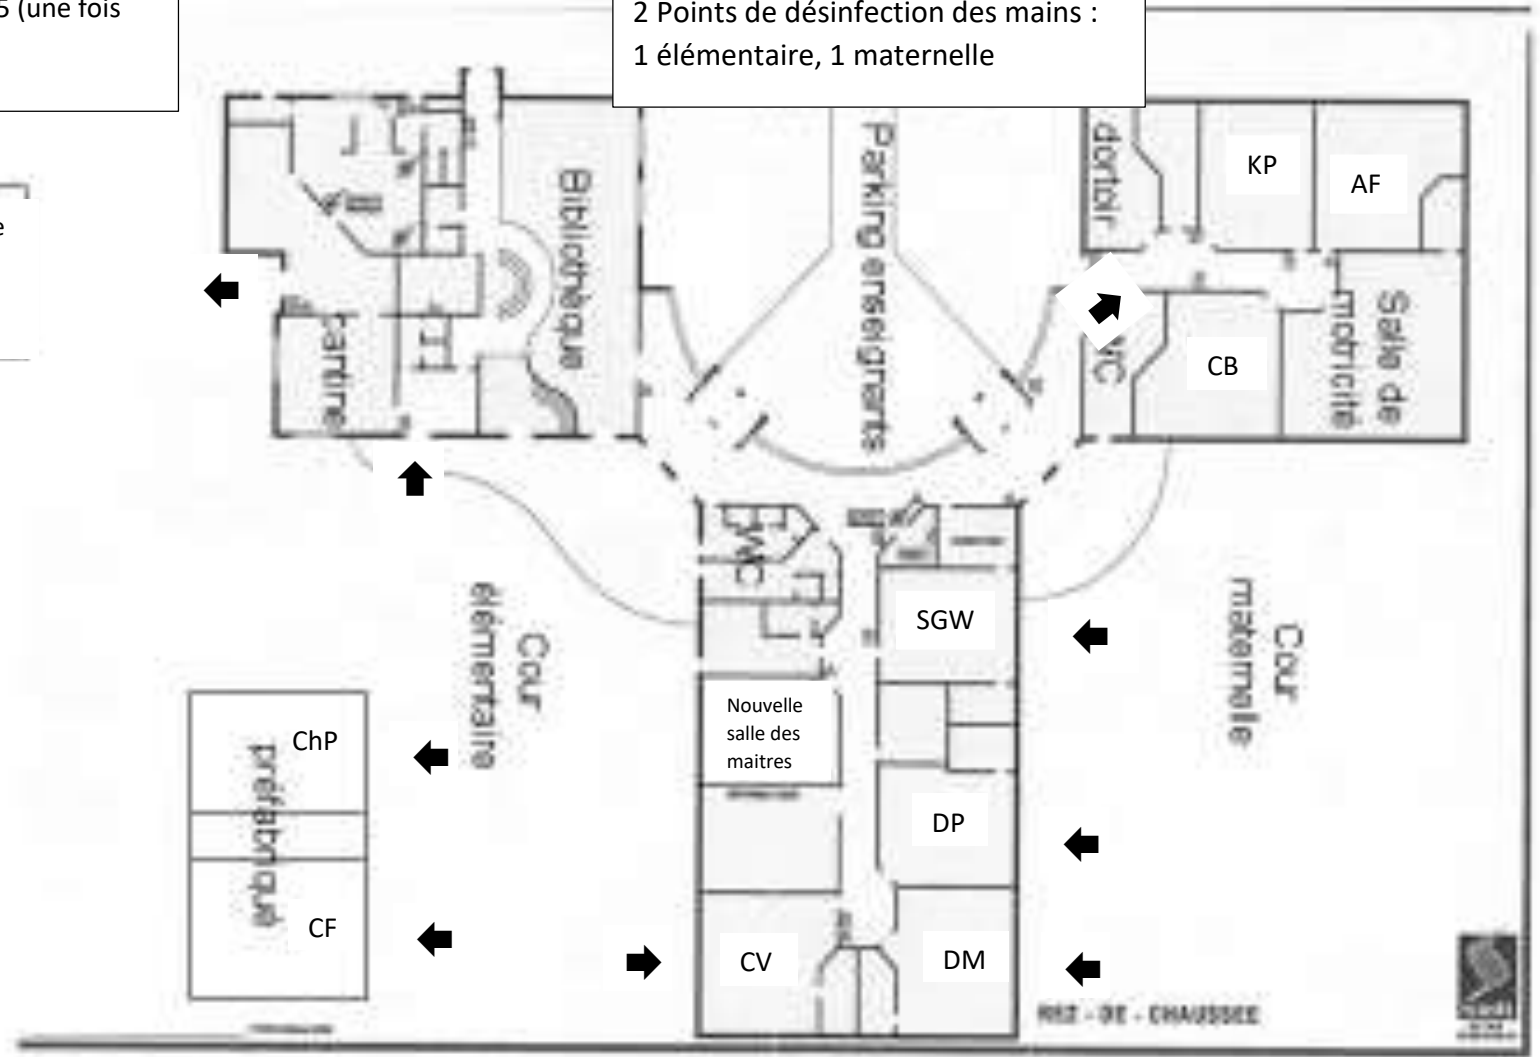 5 (une fois
2 Points de désinfection des mains :
1 élémentaire, 1 maternelle
e
Bibliothèque
Parking enseignants
dortoir
KP
AF
cantine
WC
CB
Salle de
motricité
WC
SGW
Cour
élémentaire
Cour
maternelle
Nouvelle
salle des
maitres
ChP
préfabriqué
CF
DP
CV
DM
REZ - DE - CHAUSSEE